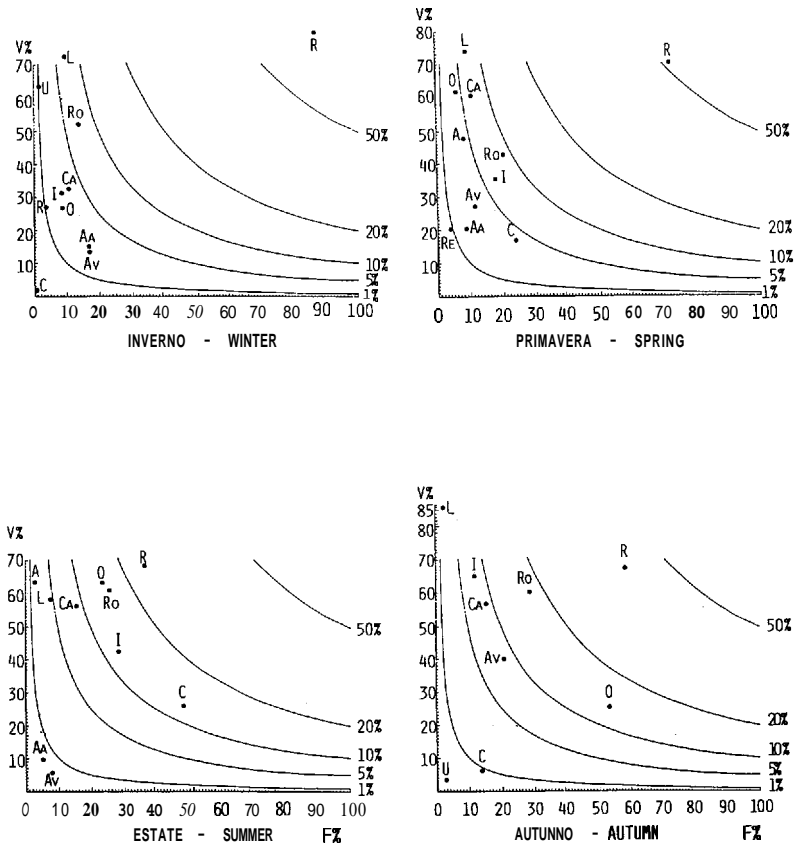 V%
70
60
50
40
30
20
10
0 10 20 30 40 50 60 70 80 90 100
L
R
U
Ro
CA
I
O
R
AA
AV
C
50%
20%
10%
5%
1%
INVERNO - WINTER
V%
80
70
60
50
40
30
20
10
0 10 20 30 40 50 60 70 80 90 100
L
R
O
CA
A
Ro
I
AV
RE
AA
C
50%
20%
10%
5%
1%
PRIMAVERA - SPRING
V%
70
60
50
40
30
20
10
0 10 20 30 40 50 60 70 80 90 100
A
L
CA
O
Ro
R
I
C
AA
AV
50%
20%
10%
5%
1%
ESTATE - SUMMER F%
V%
85
80
70
60
50
40
30
20
10
0 10 20 30 40 50 60 70 80 90 100
L
I
CA
Ro
R
AV
O
U
C
50%
20%
10%
5%
1%
AUTUNNO - AUTUMN F%